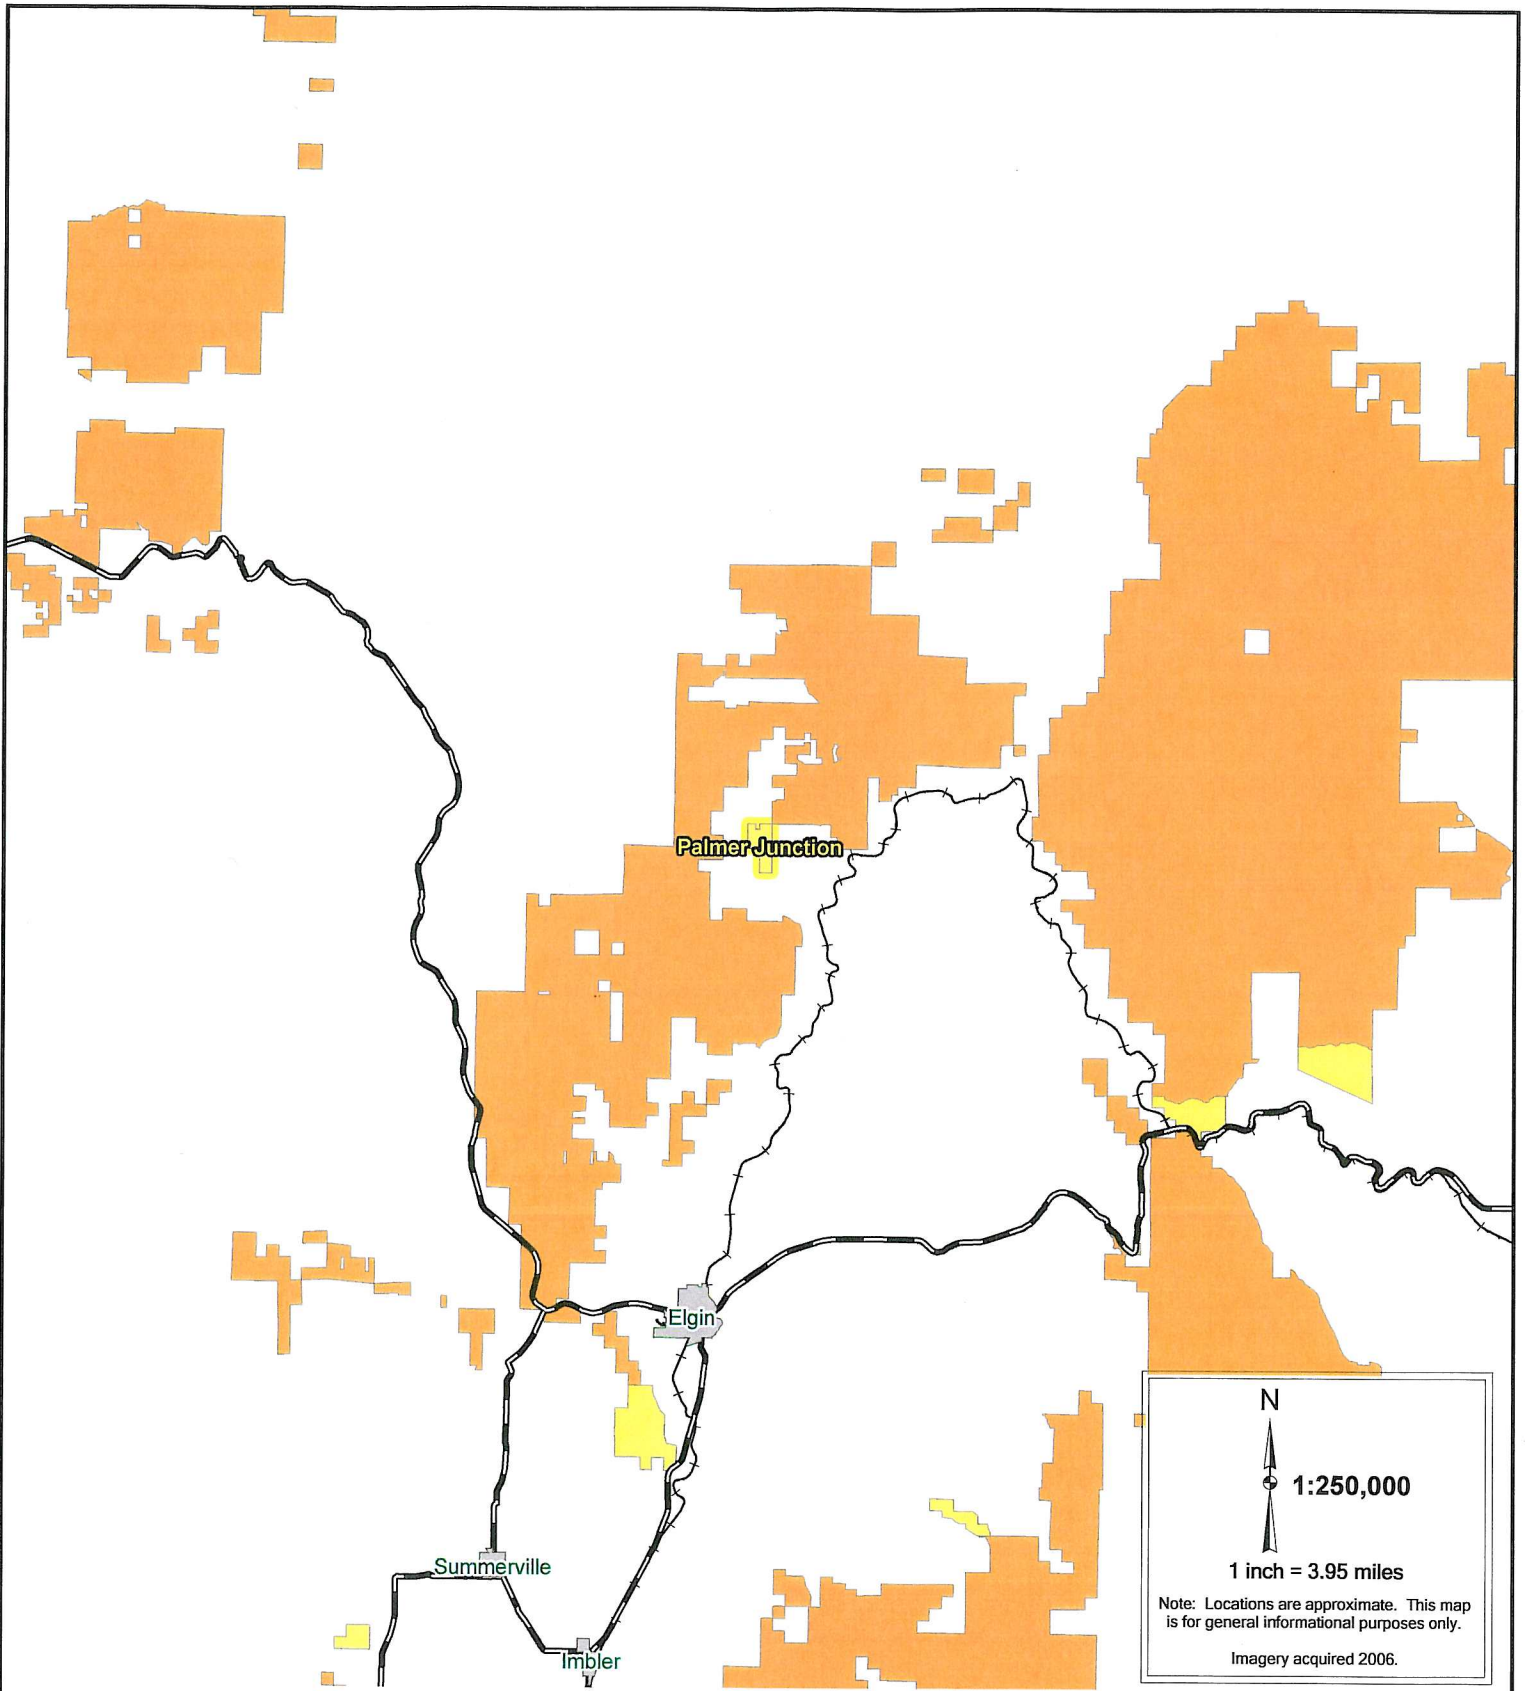 Palmer Junction
Elgin
Summerville
Imbler
N
1:250,000
1 inch = 3.95 miles
Note: Locations are approximate. This map
is for general informational purposes only.
Imagery acquired 2006.